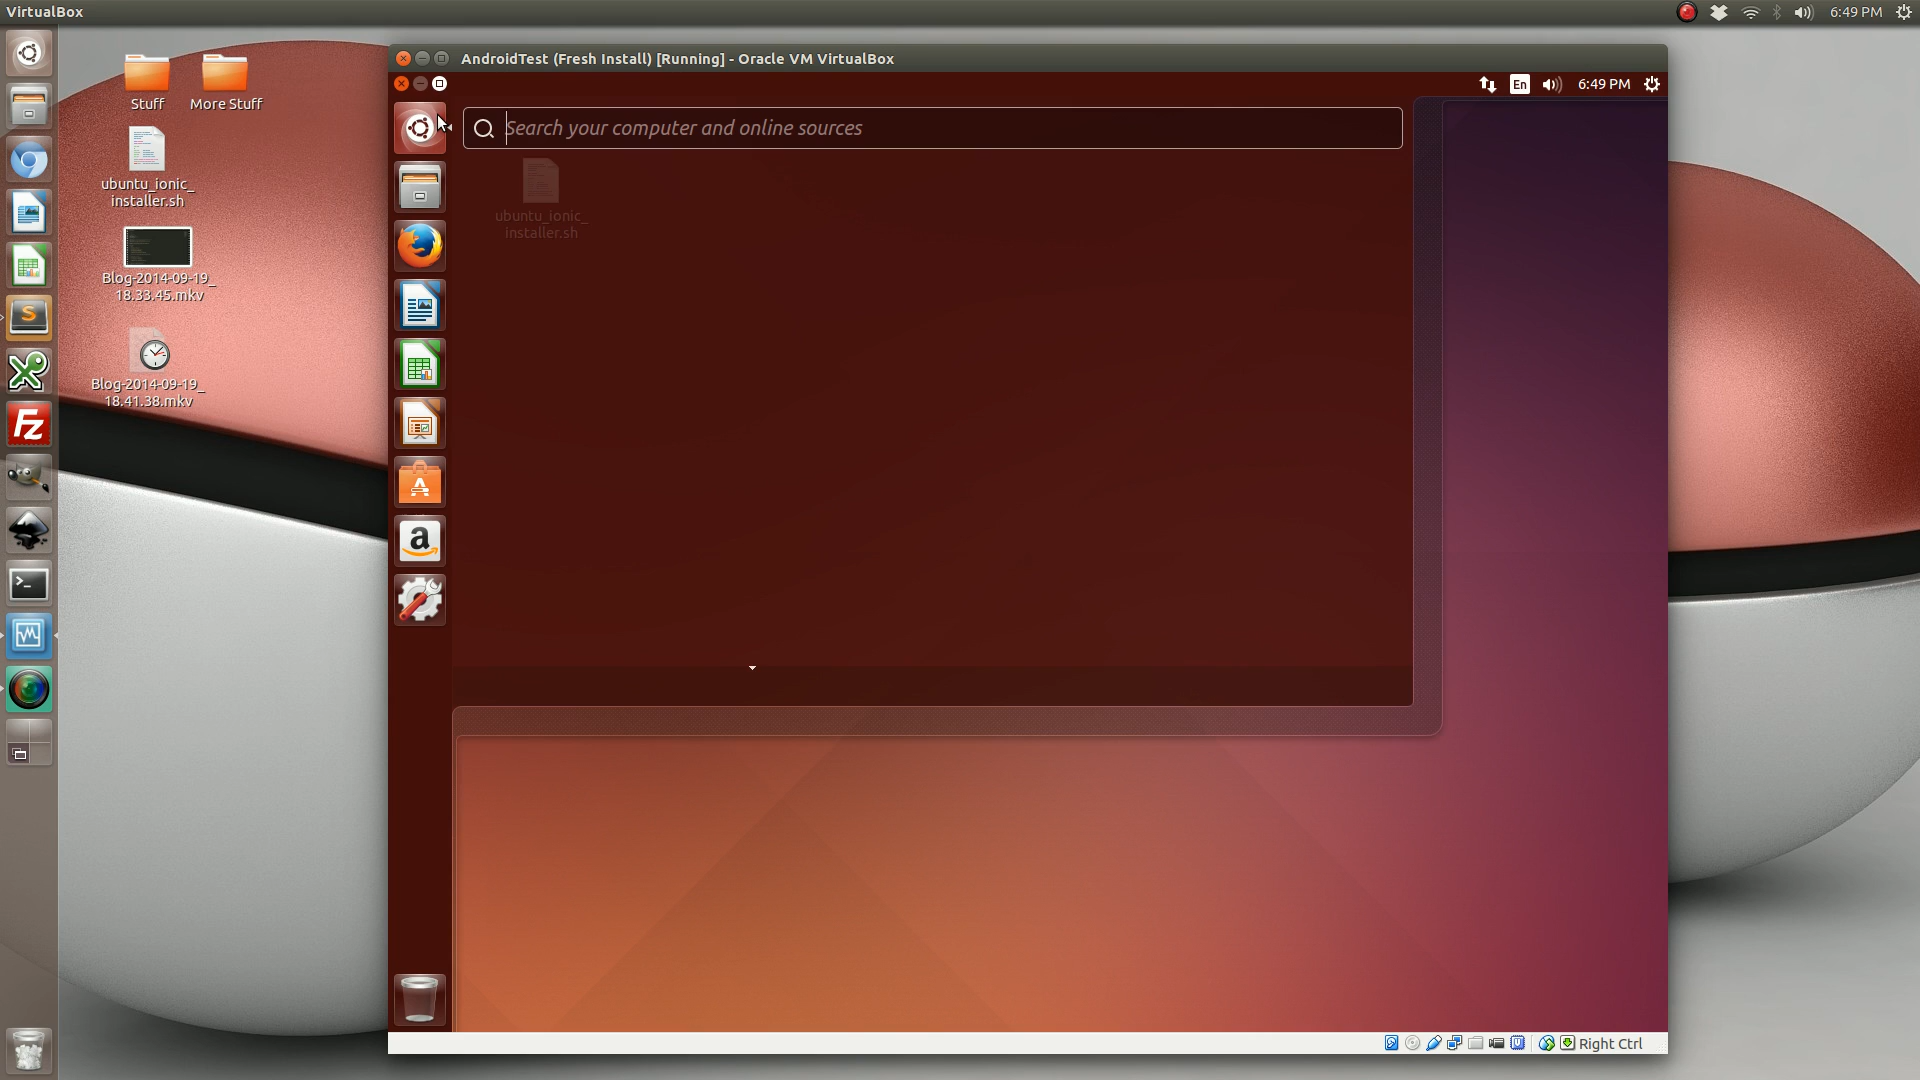 VirtualBox
6:49 PM
Stuff
More Stuff
ubuntu_ionic_
installer.sh
Blog-2014-09-19_
18.33.45.mkv
Blog-2014-09-19_
18.41.38.mkv
AndroidTest (Fresh Install) [Running] - Oracle VM VirtualBox
En
6:49 PM
Search your computer and online sources
ubuntu_ionic_
installer.sh
Right Ctrl